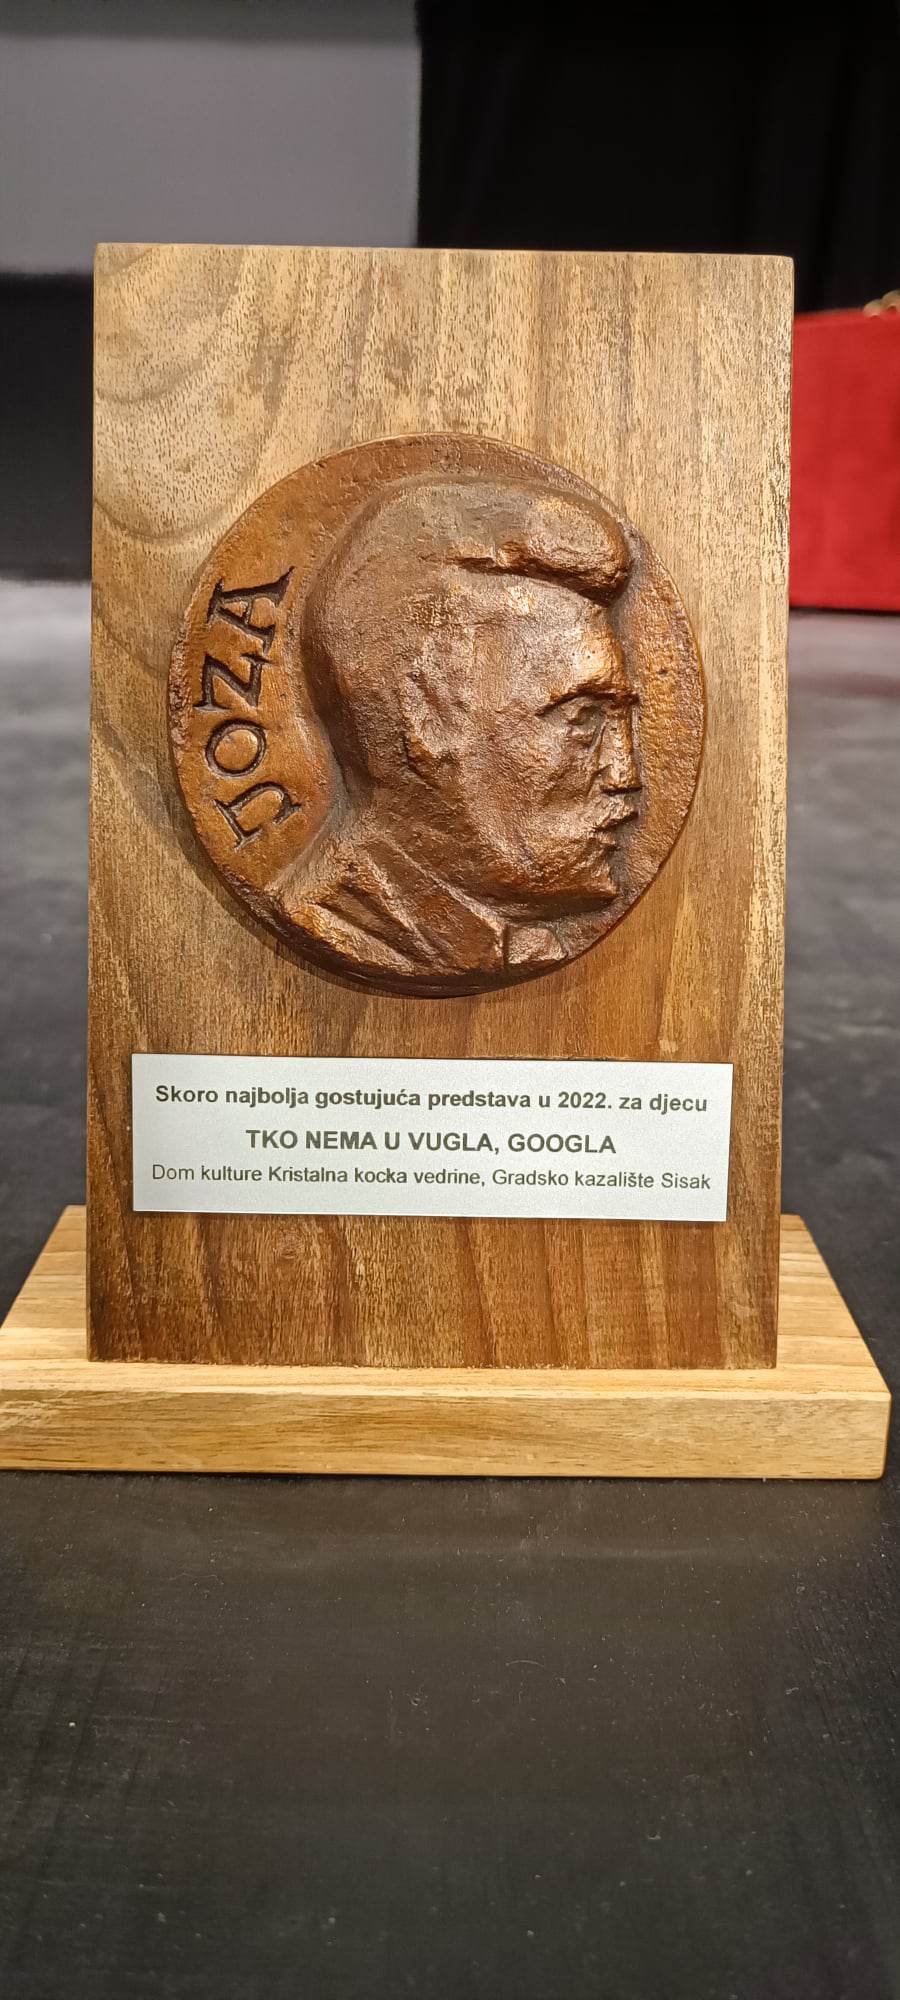 JOZA
Skoro najbolja gostujuća predstava u 2022. za djecu
TKO NEMA U VUGLA, GOOGLA
Dom kulture Kristalna kocka vedrine, Gradsko kazalište Sisak